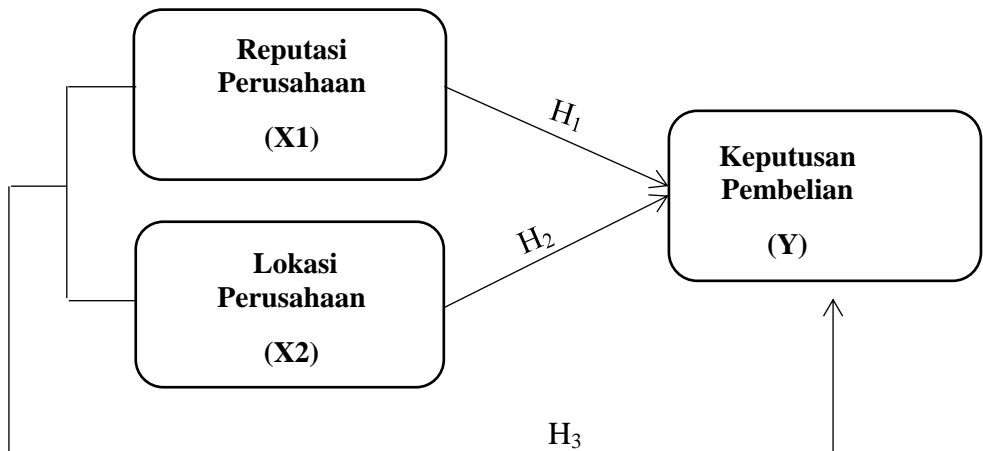 Reputasi
Perusahaan
(X1)
H1
Keputusan
Pembelian
(Y)
H2
Lokasi
Perusahaan
(X2)
H3